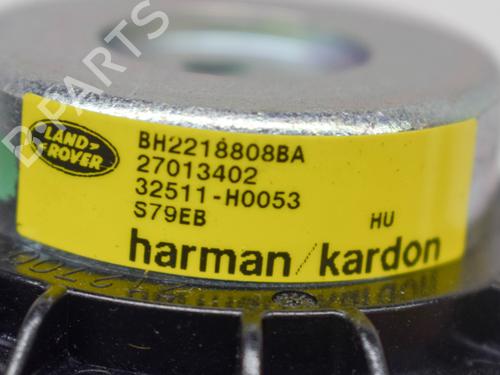 B-PARTS
LAND
ROVER
BH2218808BA
27013402
32511-H0053
S79EB
HU
harman/kardon